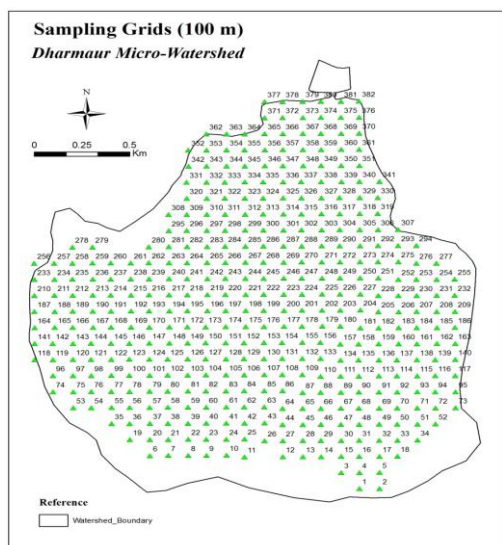 Sampling Grids (100 m)
Dharmaur Micro-Watershed
N
0 0.25 0.5
Km
377 378 379 380 381 382
371 372 373 374 375 376
362 363 364 365 366 367 368 369 370
352 353 354 355 356 357 358 359 360 361
342 343 344 345 346 347 348 349 350 351
331 332 333 334 335 336 337 338 339 340 341
320 321 322 323 324 325 326 327 328 329 330
308 309 310 311 312 313 314 315 316 317 318 319
295 296 297 298 299 300 301 302 303 304 305 306 307
278 279 280 281 282 283 284 285 286 287 288 289 290 291 292 293 294
256 257 258 259 260 261 262 263 264 265 266 267 268 269 270 271 272 273 274 275 276 277
233 234 235 236 237 238 239 240 241 242 243 244 245 246 247 248 249 250 251 252 253 254 255
210 211 212 213 214 215 216 217 218 219 220 221 222 223 224 225 226 227 228 229 230 231 232
187 188 189 190 191 192 193 194 195 196 197 198 199 200 201 202 203 204 205 206 207 208 209
164 165 166 167 168 169 170 171 172 173 174 175 176 177 178 179 180 181 182 183 184 185 186
141 142 143 144 145 146 147 148 149 150 151 152 153 154 155 156 157 158 159 160 161 162 163
118 119 120 121 122 123 124 125 126 127 128 129 130 131 132 133 134 135 136 137 138 139 140
96 97 98 99 100 101 102 103 104 105 106 107 108 109 110 111 112 113 114 115 116 117
74 75 76 77 78 79 80 81 82 83 84 85 86 87 88 89 90 91 92 93 94 95
53 54 55 56 57 58 59 60 61 62 63 64 65 66 67 68 69 70 71 72 73
35 36 37 38 39 40 41 42 43 44 45 46 47 48 49 50 51 52
19 20 21 22 23 24 25 26 27 28 29 30 31 32 33 34
6 7 8 9 10 11 12 13 14 15 16 17 18
3 4 5
1 2
Reference
Watershed_Boundary